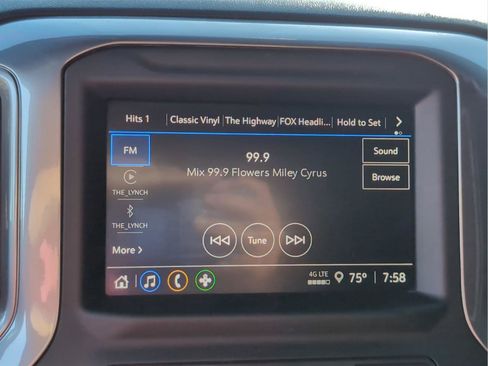 Hits 1 Classic Vinyl The Highway FOX Headli... Hold to Set
FM
99.9
Mix 99.9 Flowers Miley Cyrus
Sound
Browse
THE_LYNCH
THE_LYNCH
Tune
More
4G LTE
75° 7:58